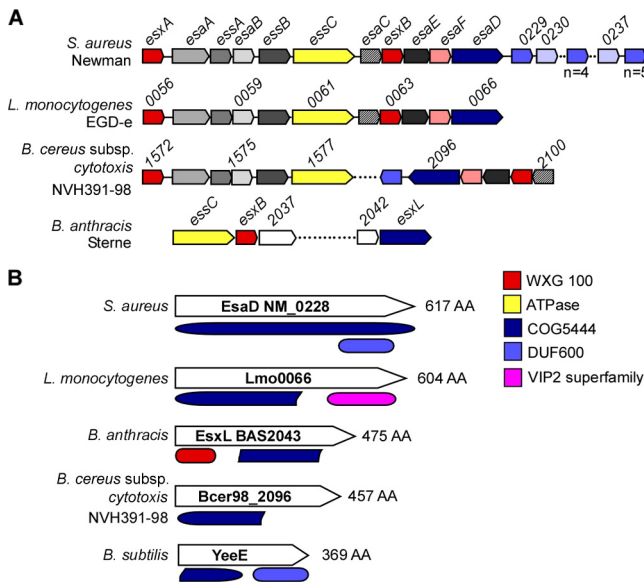 A
esxA esaA essA esaB essB essC esaC esxB esaE esaF esaD 0229 0230 0237
S. aureus
Newman
n=4 n=5
0056 0059 0061 0063 0066
L. monocytogenes
EGD-e
1572 1575 1577 2096 2100
B. cereus subsp.
cytotoxis
NVH391-98
essC esxB 2037 2042 esxL
B. anthracis
Sterne
B
WXG 100
ATPase
COG5444
DUF600
VIP2 superfamily
S. aureus EsaD NM_0228 617 AA
L. monocytogenes Lmo0066 604 AA
B. anthracis EsxL BAS2043 475 AA
B. cereus subsp.
cytotoxis Bcer98_2096 457 AA
NVH391-98
B. subtilis YeeE 369 AA